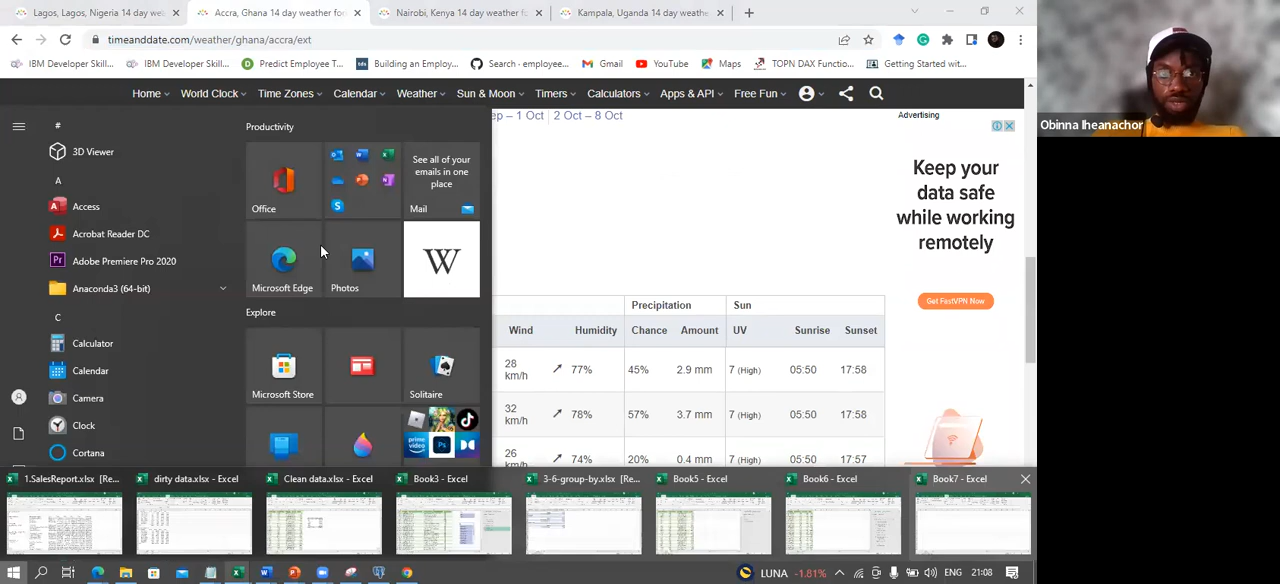 Lagos, Lagos, Nigeria 14 day we
Accra, Ghana 14 day weather for
Nairobi, Kenya 14 day weather fo
Kampala, Uganda 14 day weathe
timeanddate.com/weather/ghana/accra/ext
IBM Developer Skill...
IBM Developer Skill...
Predict Employee T...
Building an Employ...
Search · employee...
Gmail
YouTube
Maps
TOPN DAX Functio...
Getting Started wit...
Home
World Clock
Time Zones
Calendar
Weather
Sun & Moon
Timers
Calculators
Apps & API
Free Fun
ep – 1 Oct | 2 Oct – 8 Oct
Advertising
Keep your
data safe
while working
remotely
Get FastVPN Now
Obinna Iheanachor
#
3D Viewer
A
Access
Acrobat Reader DC
Adobe Premiere Pro 2020
Anaconda3 (64-bit)
C
Calculator
Calendar
Camera
Clock
Cortana
Productivity
Office
See all of your
emails in one
place
Mail
Microsoft Edge
Photos
W
Explore
Microsoft Store
Solitaire
prime video
Ps
Precipitation Sun
Wind Humidity Chance Amount UV Sunrise Sunset
28 km/h 77% 45% 2.9 mm 7 (High) 05:50 17:58
32 km/h 78% 57% 3.7 mm 7 (High) 05:50 17:58
26 km/h 74% 20% 0.4 mm 7 (High) 05:50 17:57
1.SalesReport.xlsx [Re...
dirty data.xlsx - Excel
Clean data.xlsx - Excel
Book3 - Excel
3-6-group-by.xlsx [Re...
Book5 - Excel
Book6 - Excel
Book7 - Excel
LUNA -1.81%
ENG
21:08